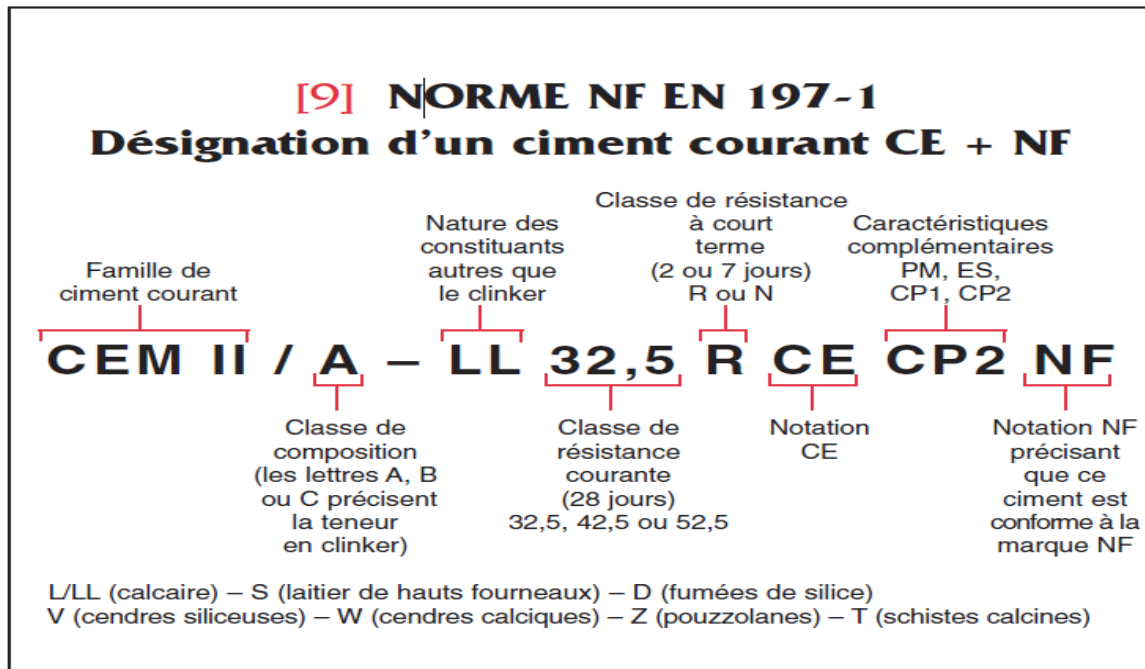 [9] NORME NF EN 197-1
Désignation d'un ciment courant CE + NF
Famille de
ciment courant
Nature des
constituants
autres que
le clinker
Classe de résistance
à court
terme
(2 ou 7 jours)
R ou N
Caractéristiques
complémentaires
PM, ES,
CP1, CP2
CEM II / A – LL 32,5 R CE CP2 NF
Classe de
composition
(les lettres A, B
ou C précisent
la teneur
en clinker)
Classe de
résistance
courante
(28 jours)
32,5, 42,5 ou 52,5
Notation
CE
Notation NF
précisant
que ce
ciment est
conforme à la
marque NF
L/LL (calcaire) – S (laitier de hauts fourneaux) – D (fumées de silice)
V (cendres siliceuses) – W (cendres calciques) – Z (pouzzolanes) – T (schistes calcines)